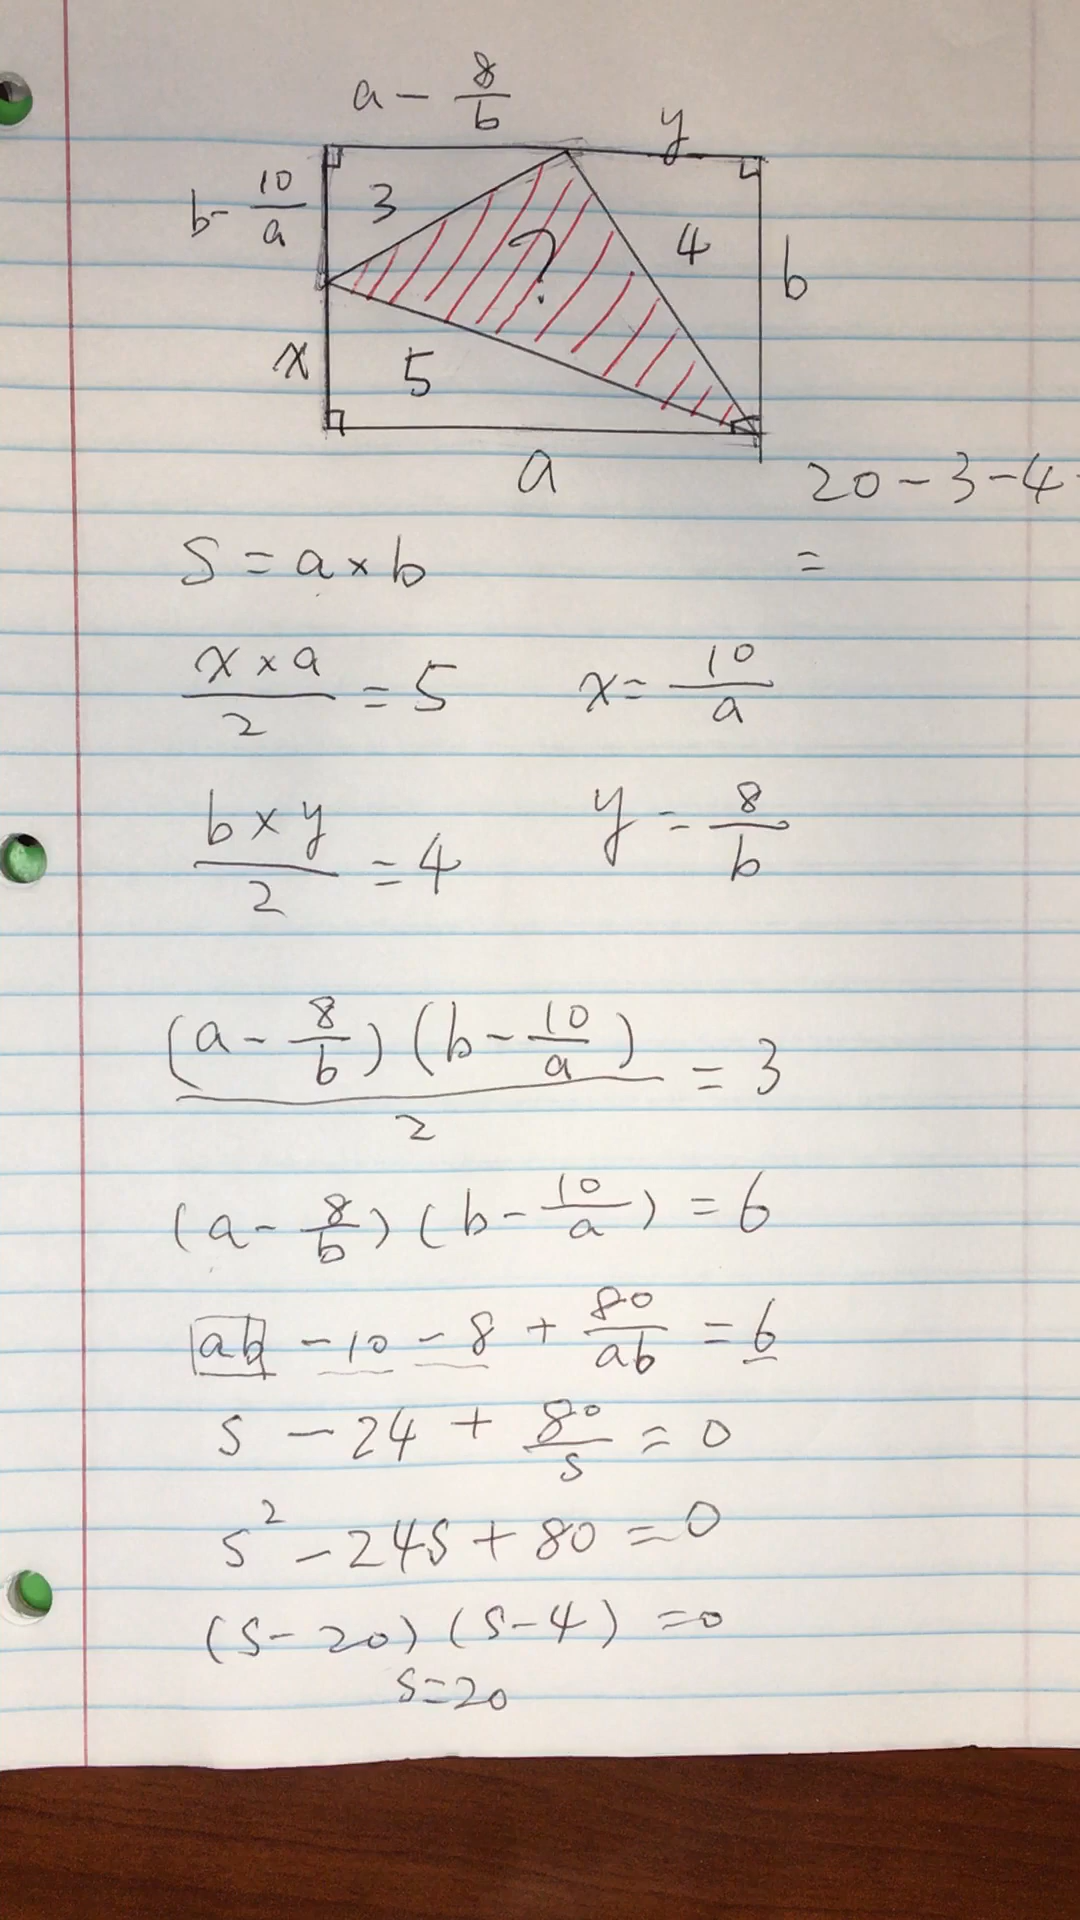 a - 8/b
y
b - 10/a
3
?
4
b
x
5
a
20 - 3 - 4
S = a × b
=
x × a / 2 = 5
x = 10/a
b × y / 2 = 4
y = 8/b
(a - 8/b)(b - 10/a) / 2 = 3
(a - 8/b)(b - 10/a) = 6
ab - 10 - 8 + 80/ab = 6
s - 24 + 80/s = 0
s² - 24s + 80 = 0
(s - 20)(s - 4) = 0
s = 20